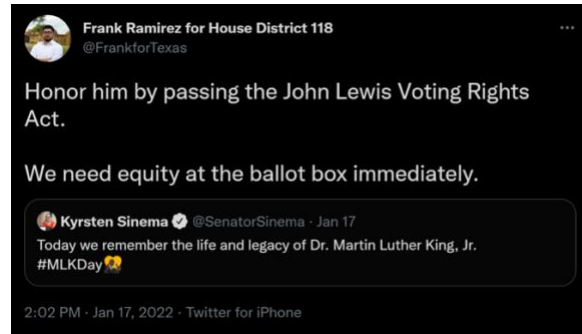 Frank Ramirez for House District 118
@FrankforTexas
Honor him by passing the John Lewis Voting Rights
Act.
We need equity at the ballot box immediately.
Kyrsten Sinema @SenatorSinema · Jan 17
Today we remember the life and legacy of Dr. Martin Luther King, Jr.
#MLKDay
2:02 PM · Jan 17, 2022 · Twitter for iPhone